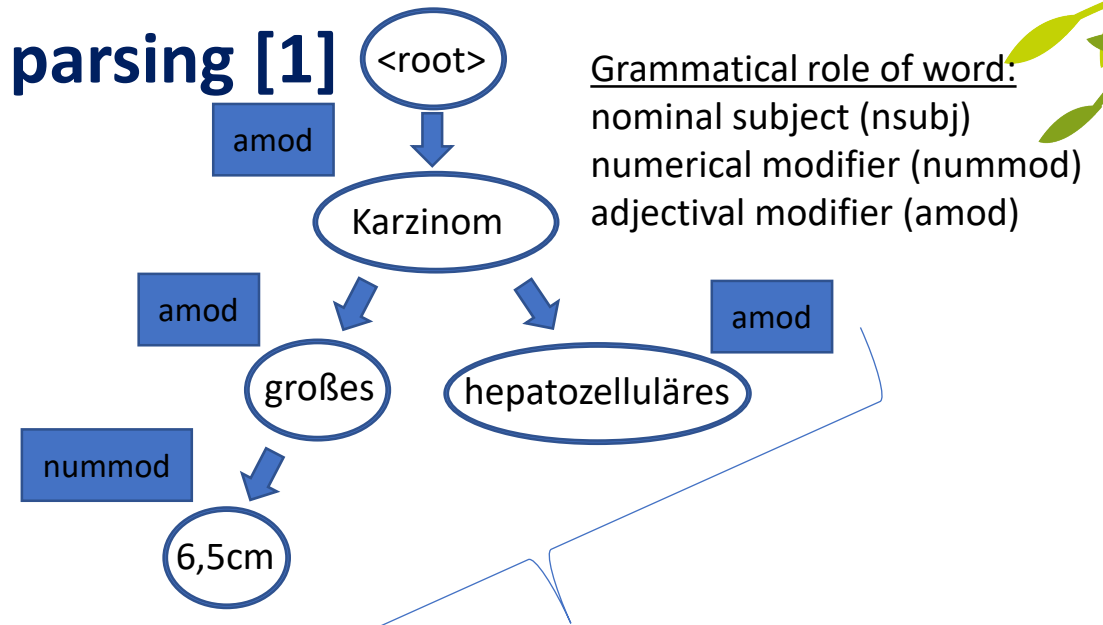 parsing [1]
<root>
Grammatical role of word:
nominal subject (nsubj)
numerical modifier (nummod)
adjectival modifier (amod)
amod
Karzinom
amod
amod
großes
hepatozelluläres
nummod
6,5cm